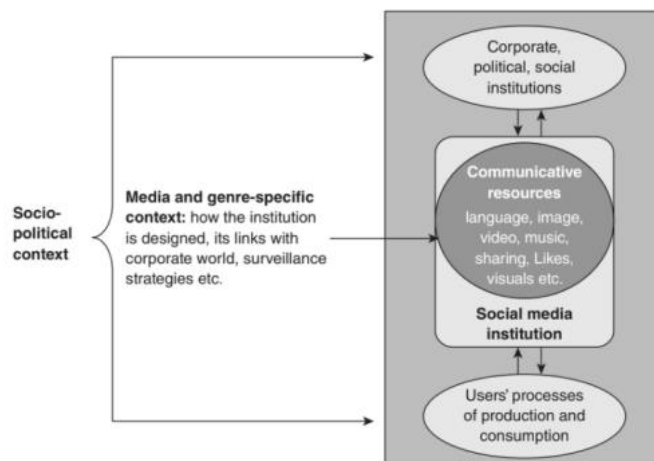 Corporate,
political, social
institutions
Communicative
resources
language, image,
video, music,
sharing, Likes,
visuals etc.
Social media
institution
Users' processes
of production and
consumption
Media and genre-specific
context: how the institution
is designed, its links with
corporate world, surveillance
strategies etc.
Socio-
political
context